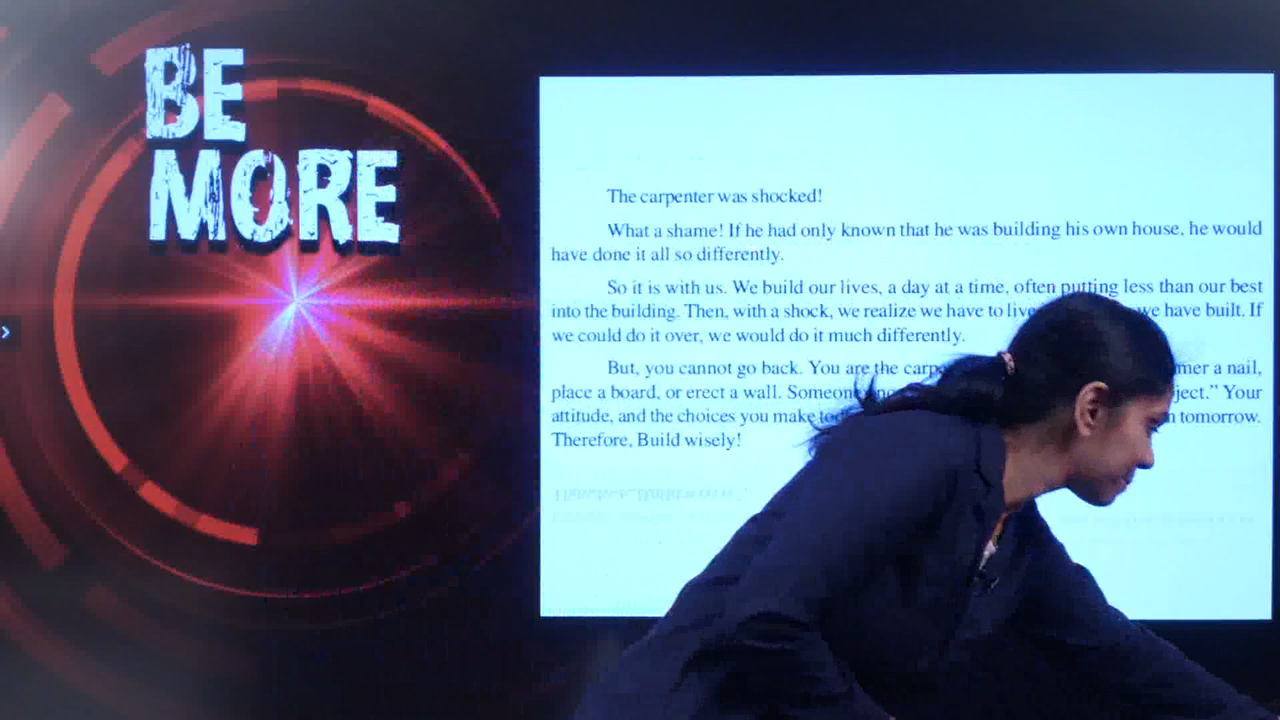 BE
MORE
The carpenter was shocked!
What a shame! If he had only known that he was building his own house, he would
have done it all so differently.
So it is with us. We build our lives, a day at a time, often putting less than our best
into the building. Then, with a shock, we realize we have to live we have built. If
we could do it over, we would do it much differently.
But, you cannot go back. You are the mer a nail,
place a board, or erect a wall. Someone ject.” Your
attitude, and the choices you make tomorrow.
Therefore, Build wisely!